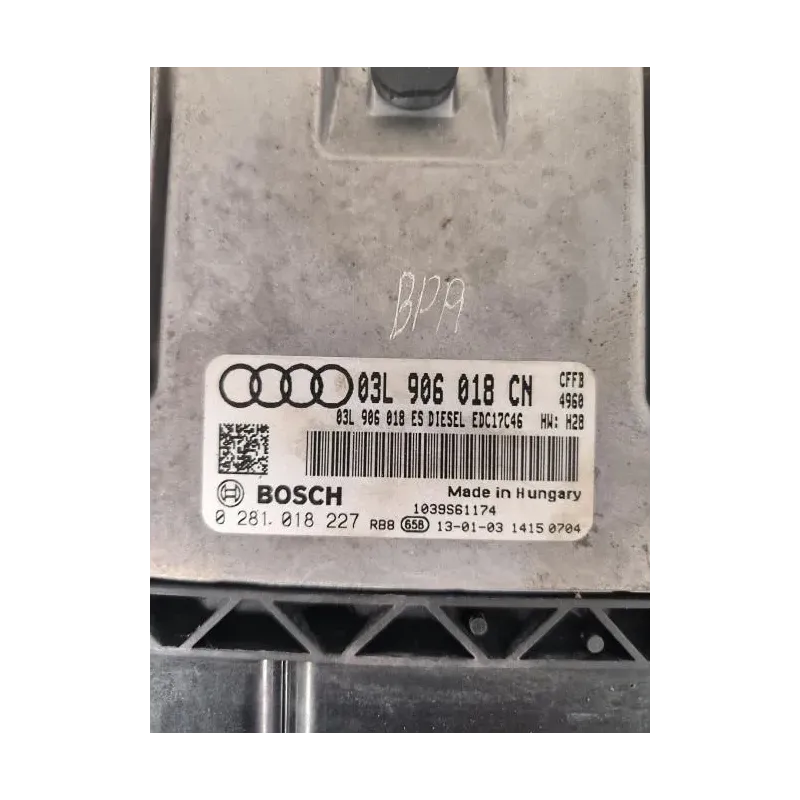 BPA
03L 906 018 CN CFFB
4960
03L 906 018 ES DIESEL EDC17C46 HW: H28
BOSCH Made in Hungary
1039S61174
0 281. 018 227 RB8 658 13-01-03 1415 0704